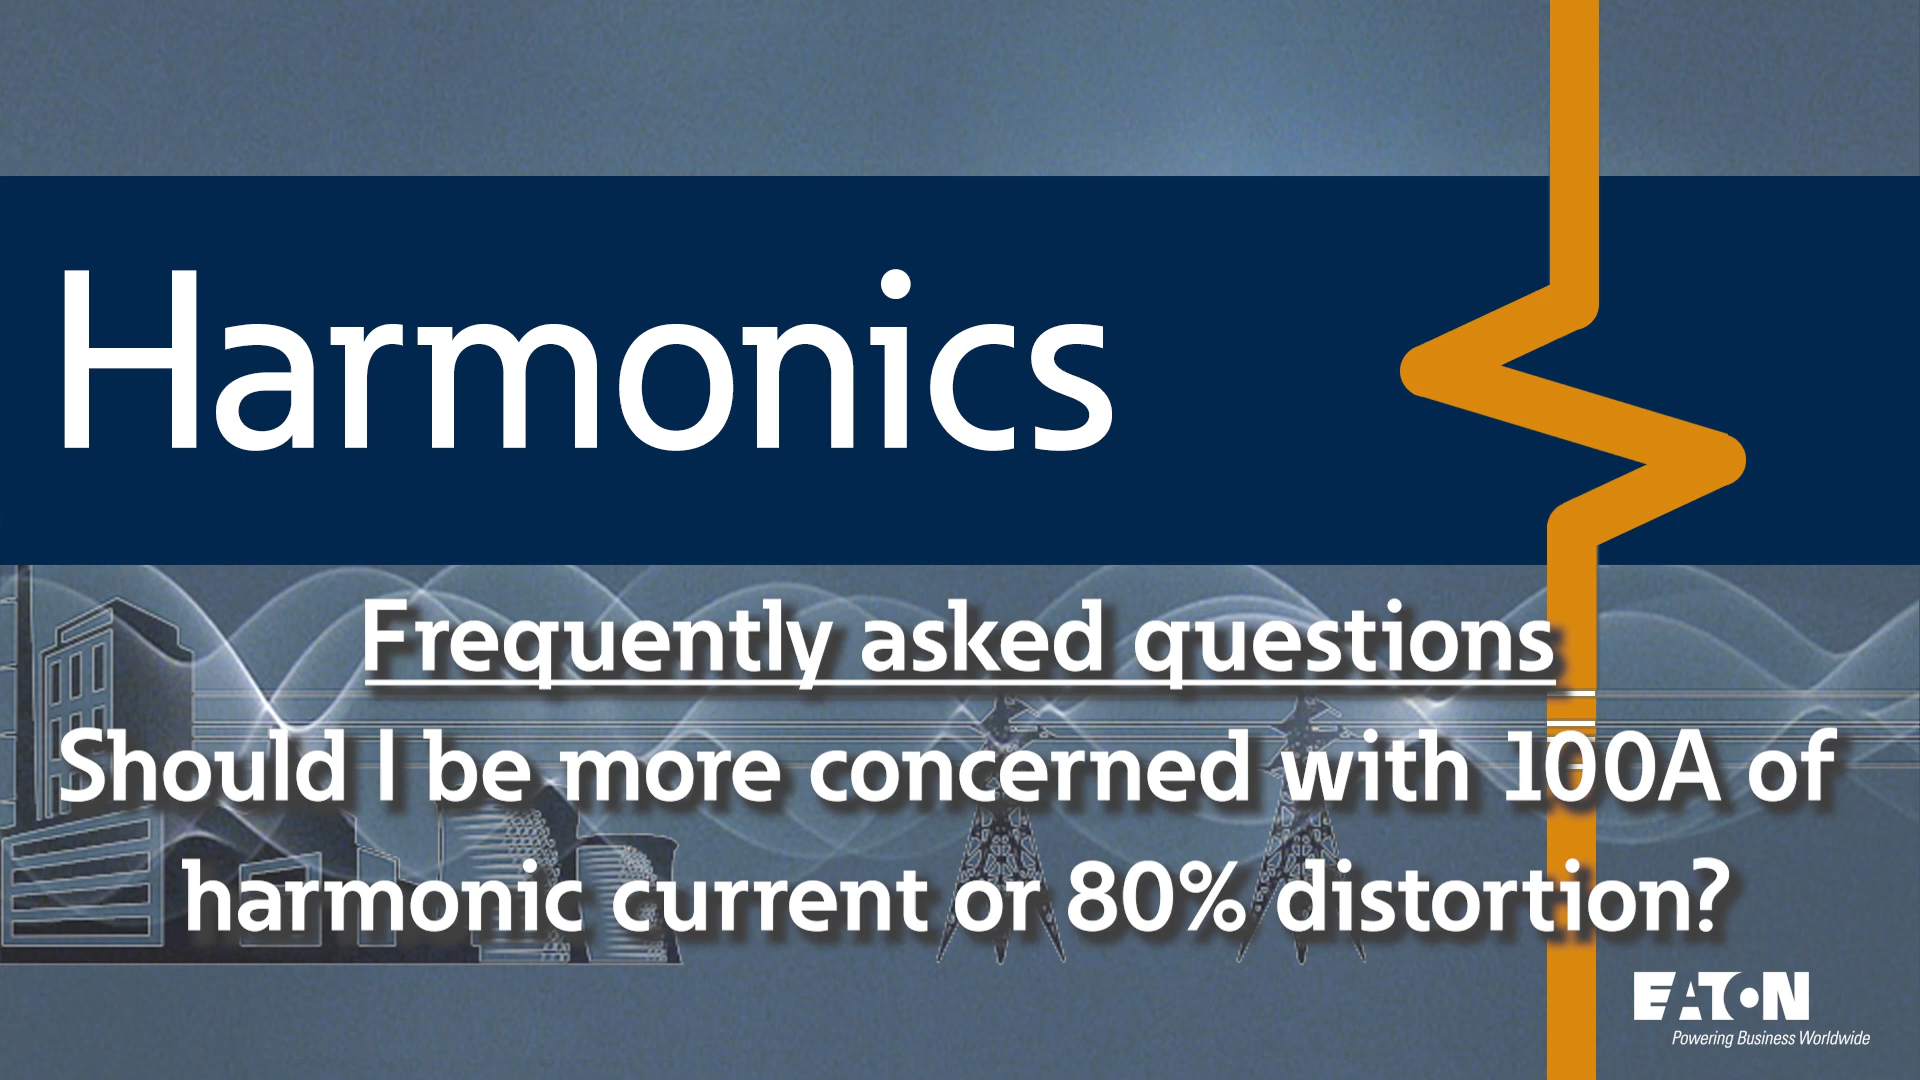 Harmonics
Frequently asked questions
Should I be more concerned with 100A of
harmonic current or 80% distortion?
EATON
Powering Business Worldwide